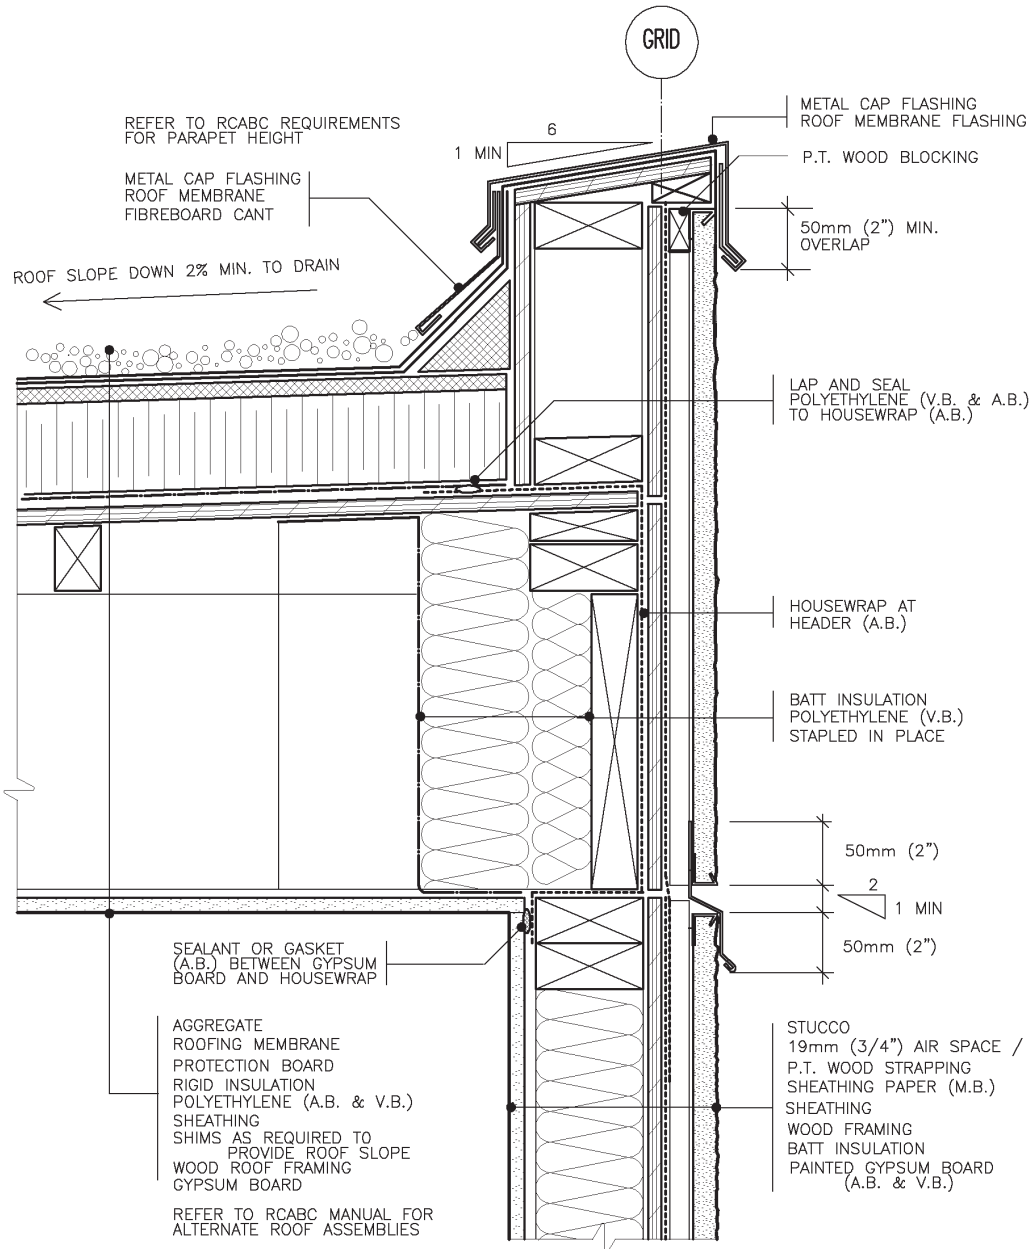 GRID
METAL CAP FLASHING
ROOF MEMBRANE FLASHING
REFER TO RCABC REQUIREMENTS
FOR PARAPET HEIGHT
6
1 MIN
P.T. WOOD BLOCKING
METAL CAP FLASHING
ROOF MEMBRANE
FIBREBOARD CANT
50mm (2”) MIN.
OVERLAP
ROOF SLOPE DOWN 2% MIN. TO DRAIN
LAP AND SEAL
POLYETHYLENE (V.B. & A.B.)
TO HOUSEWRAP (A.B.)
HOUSEWRAP AT
HEADER (A.B.)
BATT INSULATION
POLYETHYLENE (V.B.)
STAPLED IN PLACE
50mm (2”)
2
1 MIN
50mm (2”)
SEALANT OR GASKET
(A.B.) BETWEEN GYPSUM
BOARD AND HOUSEWRAP
AGGREGATE
ROOFING MEMBRANE
PROTECTION BOARD
RIGID INSULATION
POLYETHYLENE (A.B. & V.B.)
SHEATHING
SHIMS AS REQUIRED TO
PROVIDE ROOF SLOPE
WOOD ROOF FRAMING
GYPSUM BOARD
REFER TO RCABC MANUAL FOR
ALTERNATE ROOF ASSEMBLIES
STUCCO
19mm (3/4”) AIR SPACE /
P.T. WOOD STRAPPING
SHEATHING PAPER (M.B.)
SHEATHING
WOOD FRAMING
BATT INSULATION
PAINTED GYPSUM BOARD
(A.B. & V.B.)